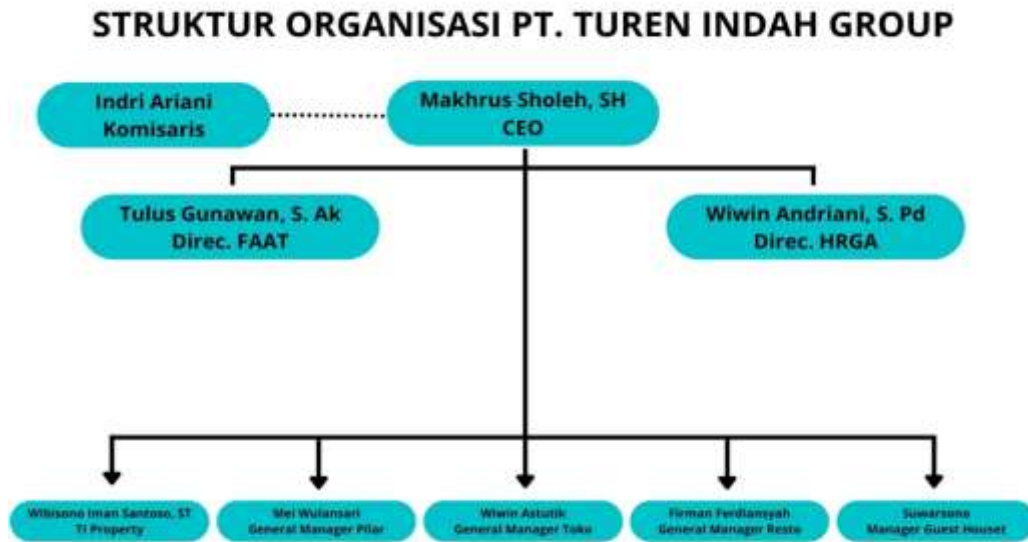 STRUKTUR ORGANISASI PT. TUREN INDAH GROUP
Indri Ariani
Komisaris
Makhrus Sholeh, SH
CEO
Tulus Gunawan, S. Ak
Direc. FAAT
Wiwin Andriani, S. Pd
Direc. HRGA
Wibisono Iman Santoso, ST
TI Property
Mei Wulansari
General Manager Pilar
Wiwin Astutik
General Manager Toko
Firman Ferdiansyah
General Manager Resto
Suwarsono
Manager Guest Houset